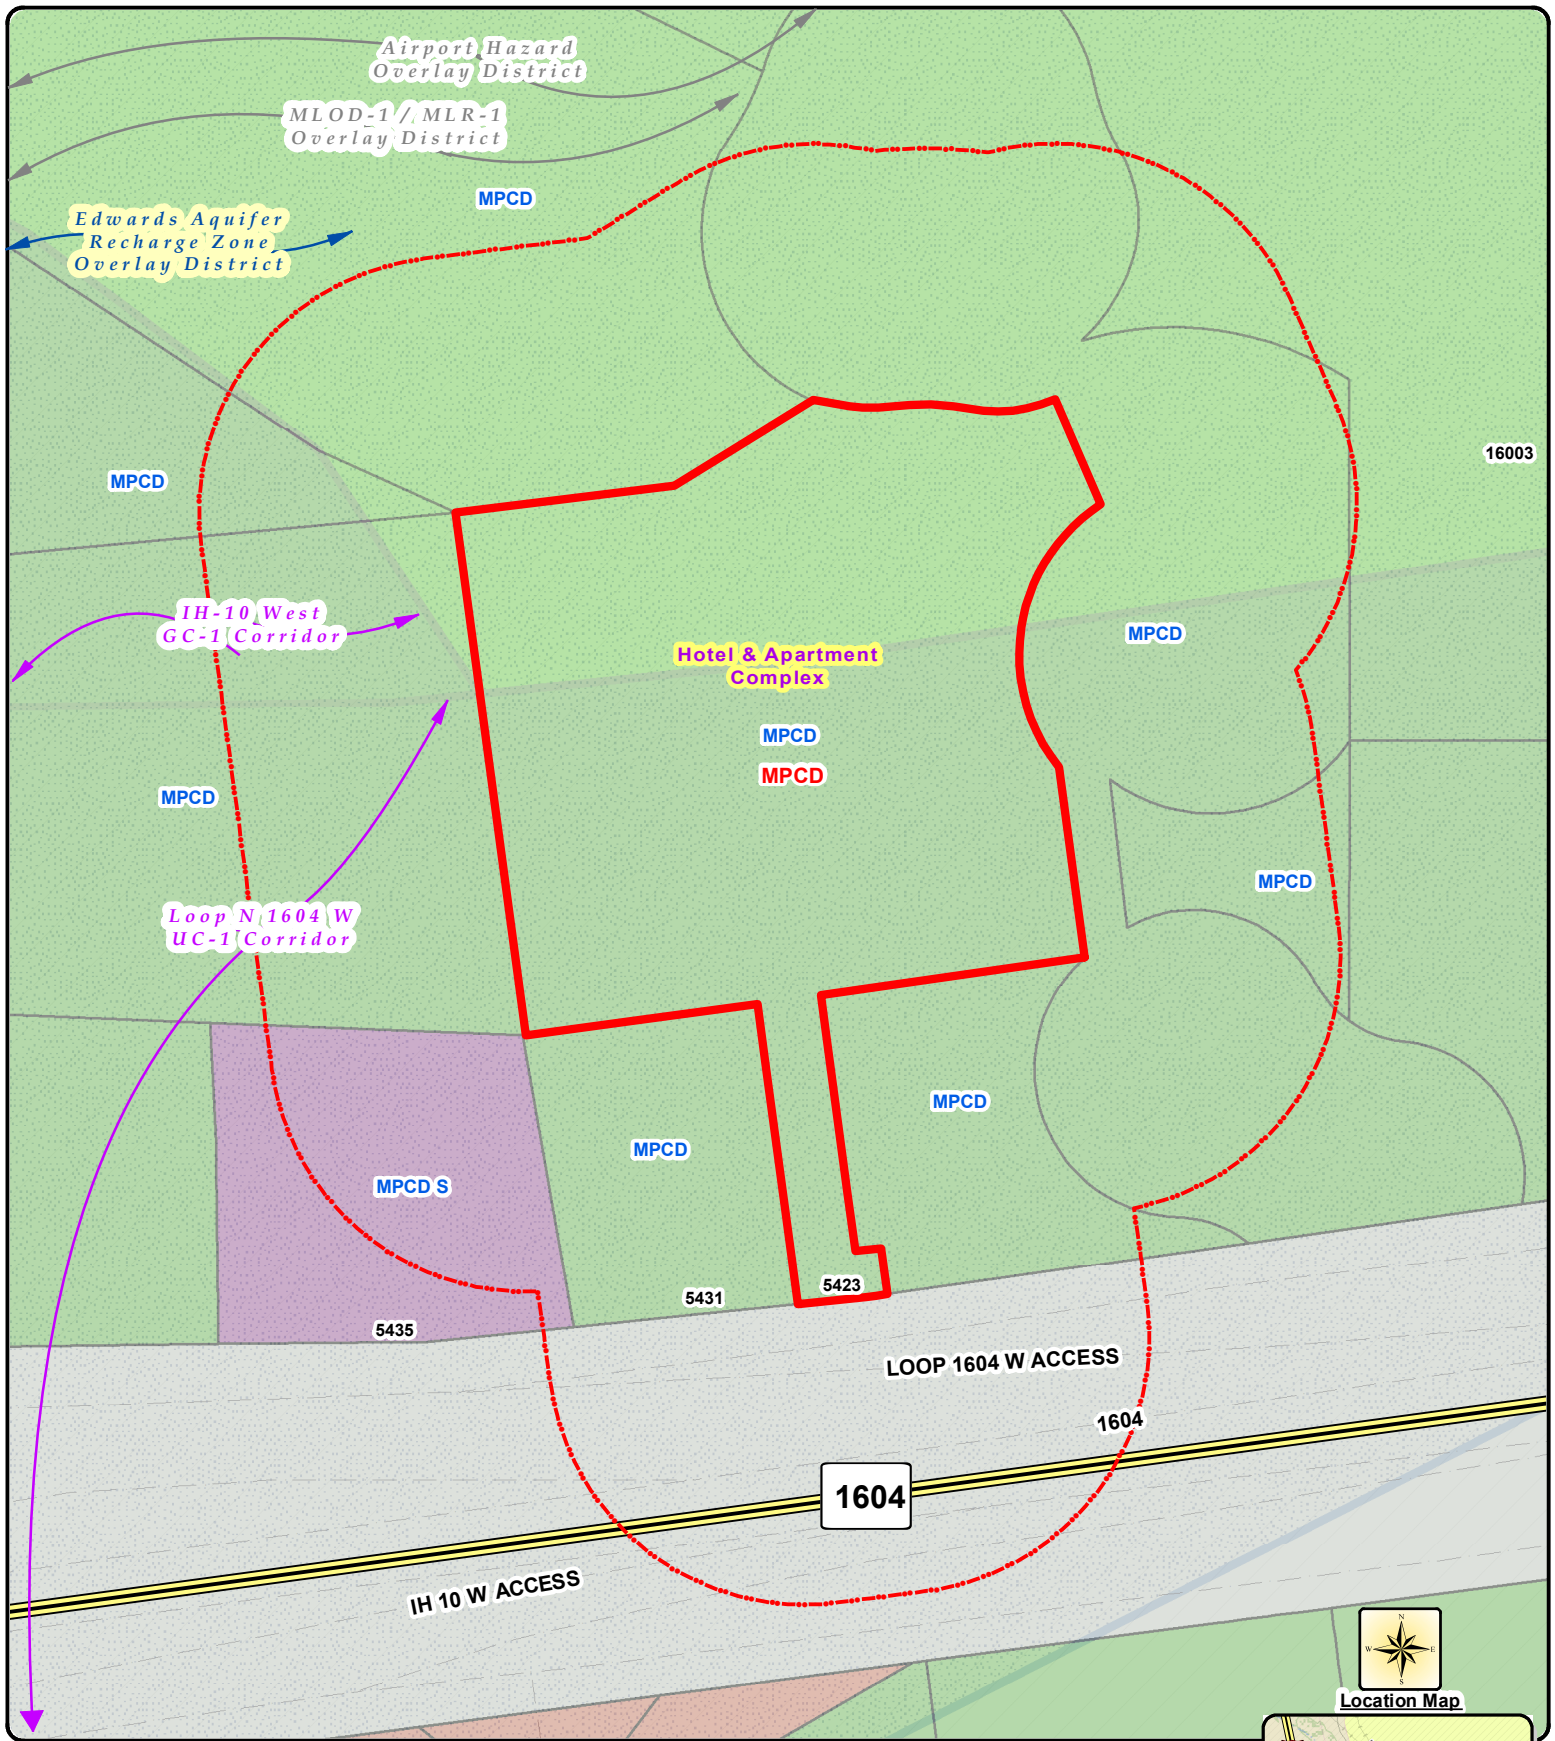 Airport Hazard
Overlay District
MLOD-1 / MLR-1
Overlay District
MPCD
Edwards Aquifer
Recharge Zone
Overlay District
16003
MPCD
IH-10 West
GC-1 Corridor
MPCD
Hotel & Apartment
Complex
MPCD
MPCD
MPCD
MPCD
Loop N 1604 W
UC-1 Corridor
MPCD
MPCD
MPCD S
5423
5431
5435
LOOP 1604 W ACCESS
1604
1604
IH 10 W ACCESS
N
W
E
S
Location Map